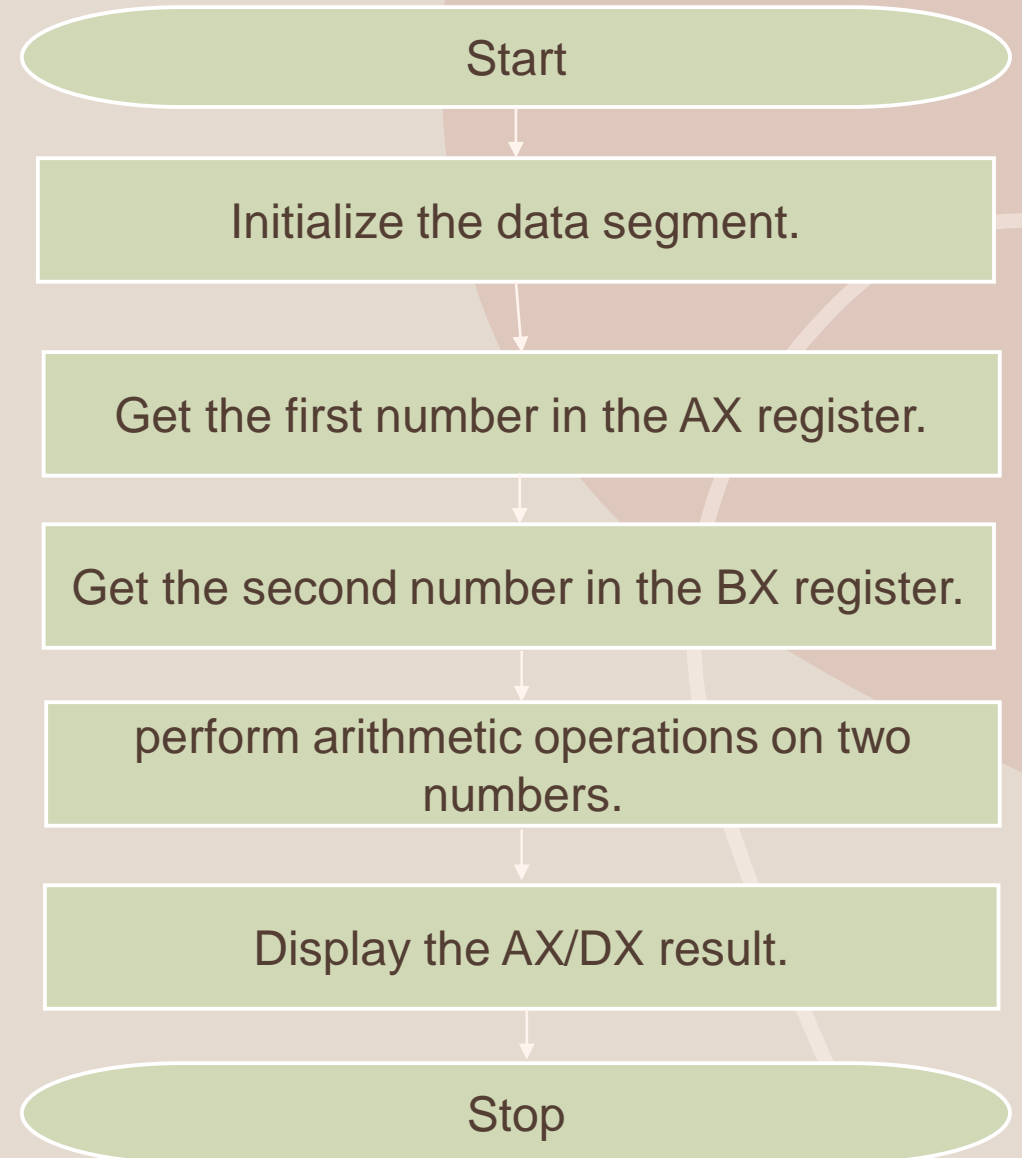 Start
Initialize the data segment.
Get the first number in the AX register.
Get the second number in the BX register.
perform arithmetic operations on two
numbers.
Display the AX/DX result.
Stop